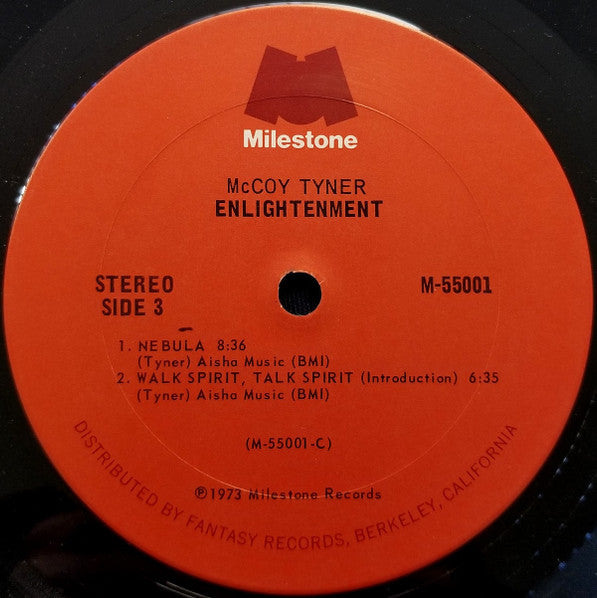 Milestone
McCOY TYNER
ENLIGHTENMENT
STEREO
SIDE 3
M-55001
1. NEBULA 8:36
(Tyner) Aisha Music (BMI)
2. WALK SPIRIT, TALK SPIRIT (Introduction) 6:35
(Tyner) Aisha Music (BMI)
(M-55001-C)
℗1973 Milestone Records
DISTRIBUTED BY FANTASY RECORDS, BERKELEY, CALIFORNIA